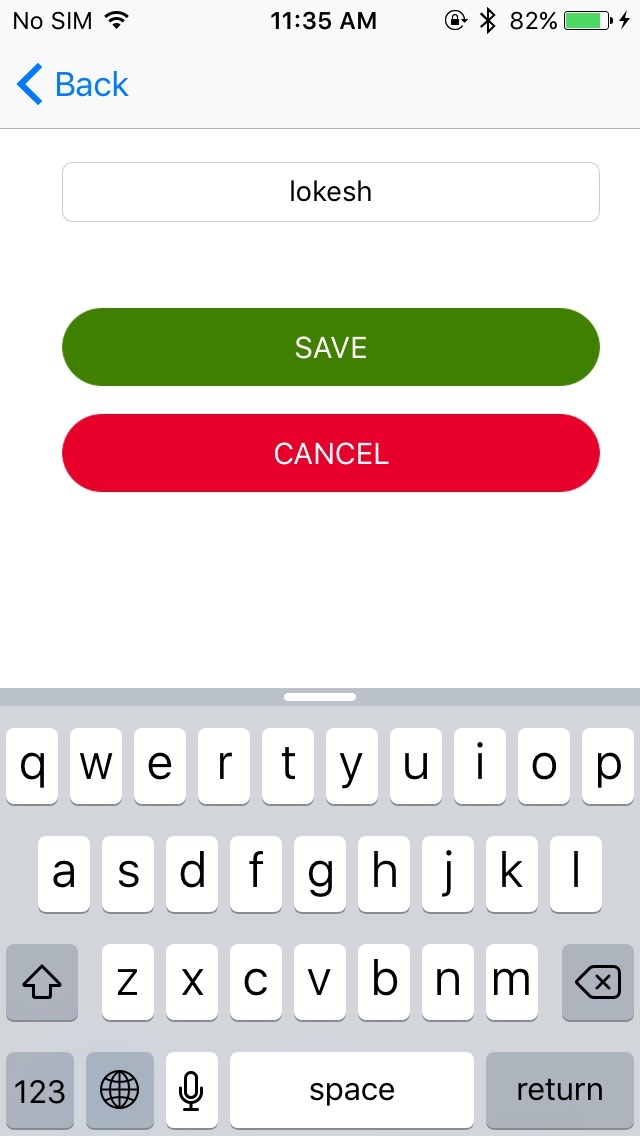 No SIM 11:35 AM 82%
Back
lokesh
SAVE
CANCEL
q w e r t y u i o p
a s d f g h j k l
z x c v b n m
123 space return